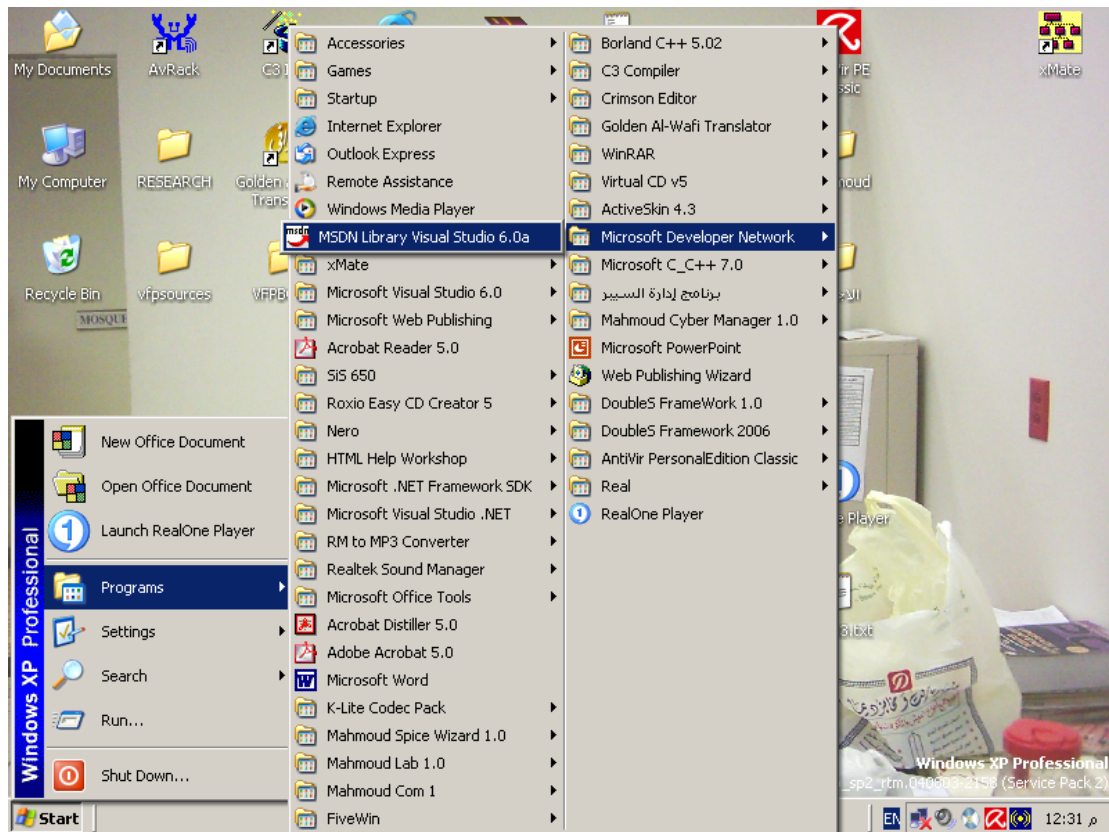 My Documents
AvRack
xMate
My Computer
RESEARCH
Recycle Bin
vfpsources
MOSQUE
Accessories
Games
Startup
Internet Explorer
Outlook Express
Remote Assistance
Windows Media Player
MSDN Library Visual Studio 6.0a
xMate
Microsoft Visual Studio 6.0
Microsoft Web Publishing
Acrobat Reader 5.0
SiS 650
Roxio Easy CD Creator 5
Nero
HTML Help Workshop
Microsoft .NET Framework SDK
Microsoft Visual Studio .NET
RM to MP3 Converter
Realtek Sound Manager
Microsoft Office Tools
Acrobat Distiller 5.0
Adobe Acrobat 5.0
Microsoft Word
K-Lite Codec Pack
Mahmoud Spice Wizard 1.0
Mahmoud Lab 1.0
Mahmoud Com 1
FiveWin
Borland C++ 5.02
C3 Compiler
Crimson Editor
Golden Al-Wafi Translator
WinRAR
Virtual CD v5
ActiveSkin 4.3
Microsoft Developer Network
Microsoft C_C++ 7.0
برنامج إدارة السيبر
Mahmoud Cyber Manager 1.0
Microsoft PowerPoint
Web Publishing Wizard
DoubleS FrameWork 1.0
DoubleS Framework 2006
AntiVir PersonalEdition Classic
Real
RealOne Player
New Office Document
Open Office Document
Launch RealOne Player
Programs
Settings
Search
Run...
Shut Down...
Windows XP Professional
Player
Windows XP Professional
_sp2_rtm.040803-2158 (Service Pack 2)
Start
EN
12:31 م